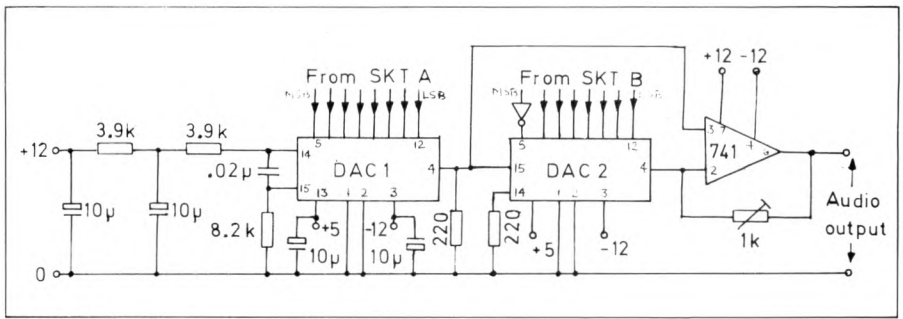 +12 -12
From SKT A
From SKT B
MSB LSB
MSB LSB
3.9k 3.9k
5 12
5 12
3 7 4
+12
14
.02µ
DAC 1
4
15
DAC 2
4
741
6
2
15
13 1 2 3
14
1 2 3
10µ
10µ
8.2k
+5
-12
220
220
+5
-12
1k
Audio
output
10µ
10µ
0